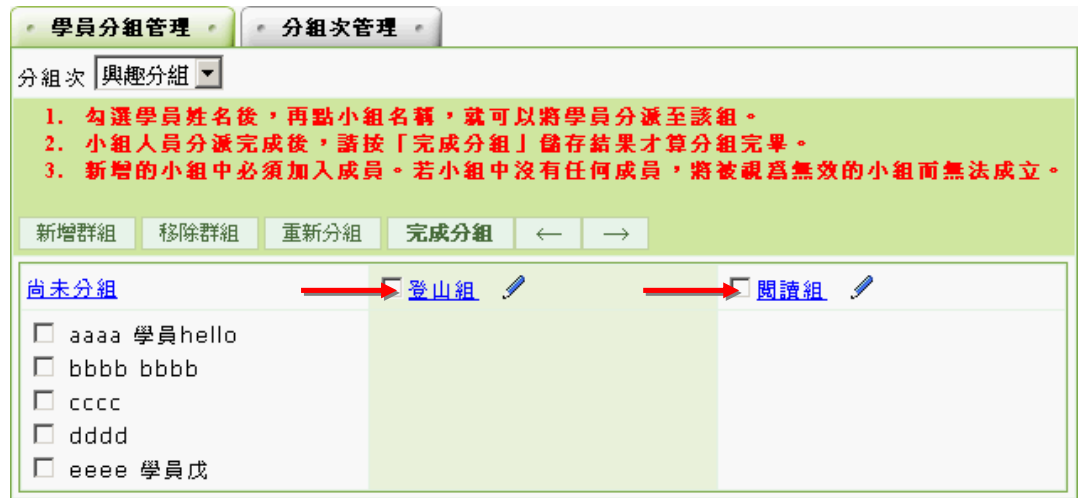 學員分組管理 分組次管理
分組次 興趣分組
1. 勾選學員姓名後，再點小組名稱，就可以將學員分派至該組。
2. 小組人員分派完成後，請按「完成分組」儲存結果才算分組完畢。
3. 新增的小組中必須加入成員。若小組中沒有任何成員，將被視為無效的小組而無法成立。
新增群組 移除群組 重新分組 完成分組 ← →
尚未分組 登山組 閱讀組
aaaa 學員hello
bbbb bbbb
cccc
dddd
eeee 學員戊